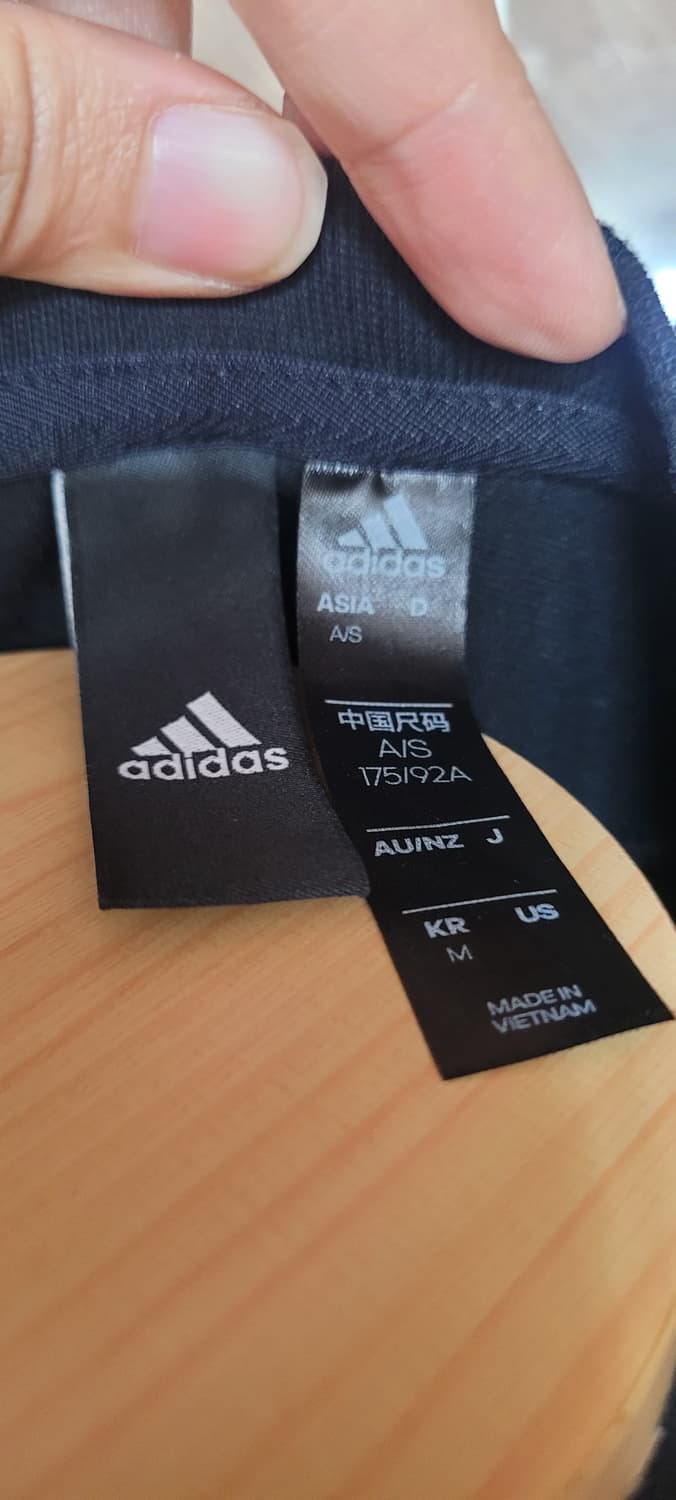 adidas
adidas
ASIA D
A/S
中国尺码
A/S
175/92A
AU/NZ J
KR US
M
MADE IN
VIETNAM